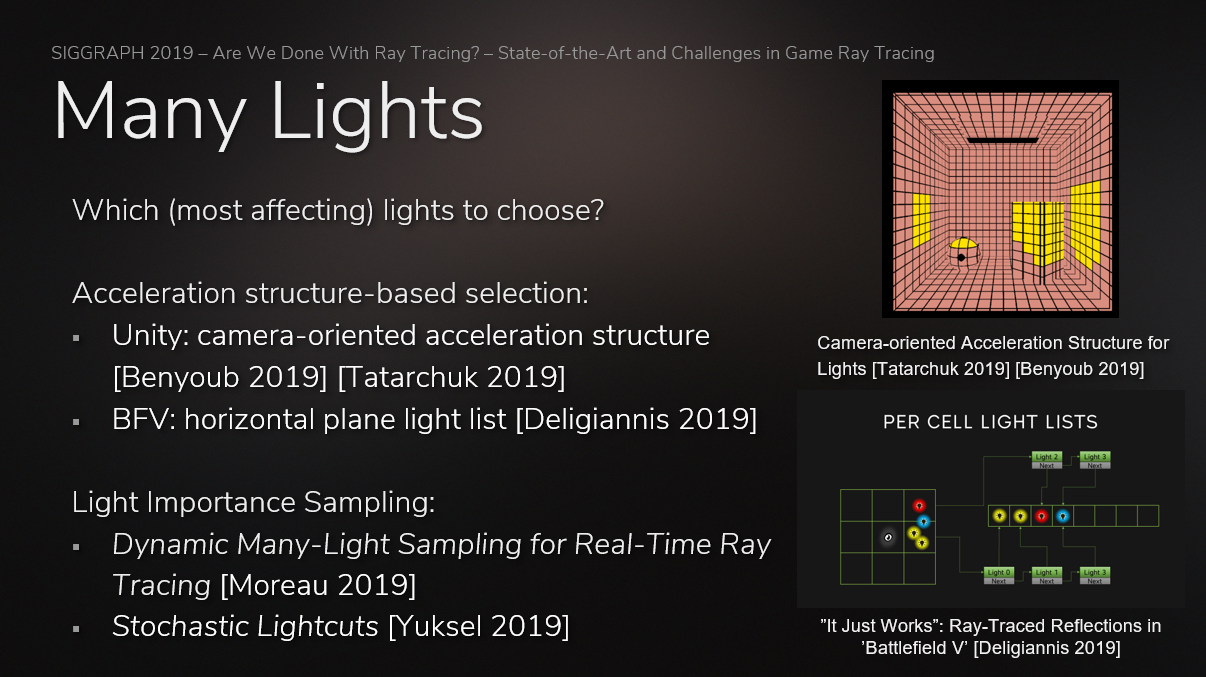 SIGGRAPH 2019 – Are We Done With Ray Tracing? – State-of-the-Art and Challenges in Game Ray Tracing
Many Lights
Which (most affecting) lights to choose?
Acceleration structure-based selection:
▪ Unity: camera-oriented acceleration structure
[Benyoub 2019] [Tatarchuk 2019]
▪ BFV: horizontal plane light list [Deligiannis 2019]
Light Importance Sampling:
▪ Dynamic Many-Light Sampling for Real-Time Ray
Tracing [Moreau 2019]
▪ Stochastic Lightcuts [Yuksel 2019]
Camera-oriented Acceleration Structure for
Lights [Tatarchuk 2019] [Benyoub 2019]
PER CELL LIGHT LISTS
Light 2 Light 3
Next Next
Light 0 Light 1 Light 3
Next Next Next
”It Just Works”: Ray-Traced Reflections in
’Battlefield V’ [Deligiannis 2019]